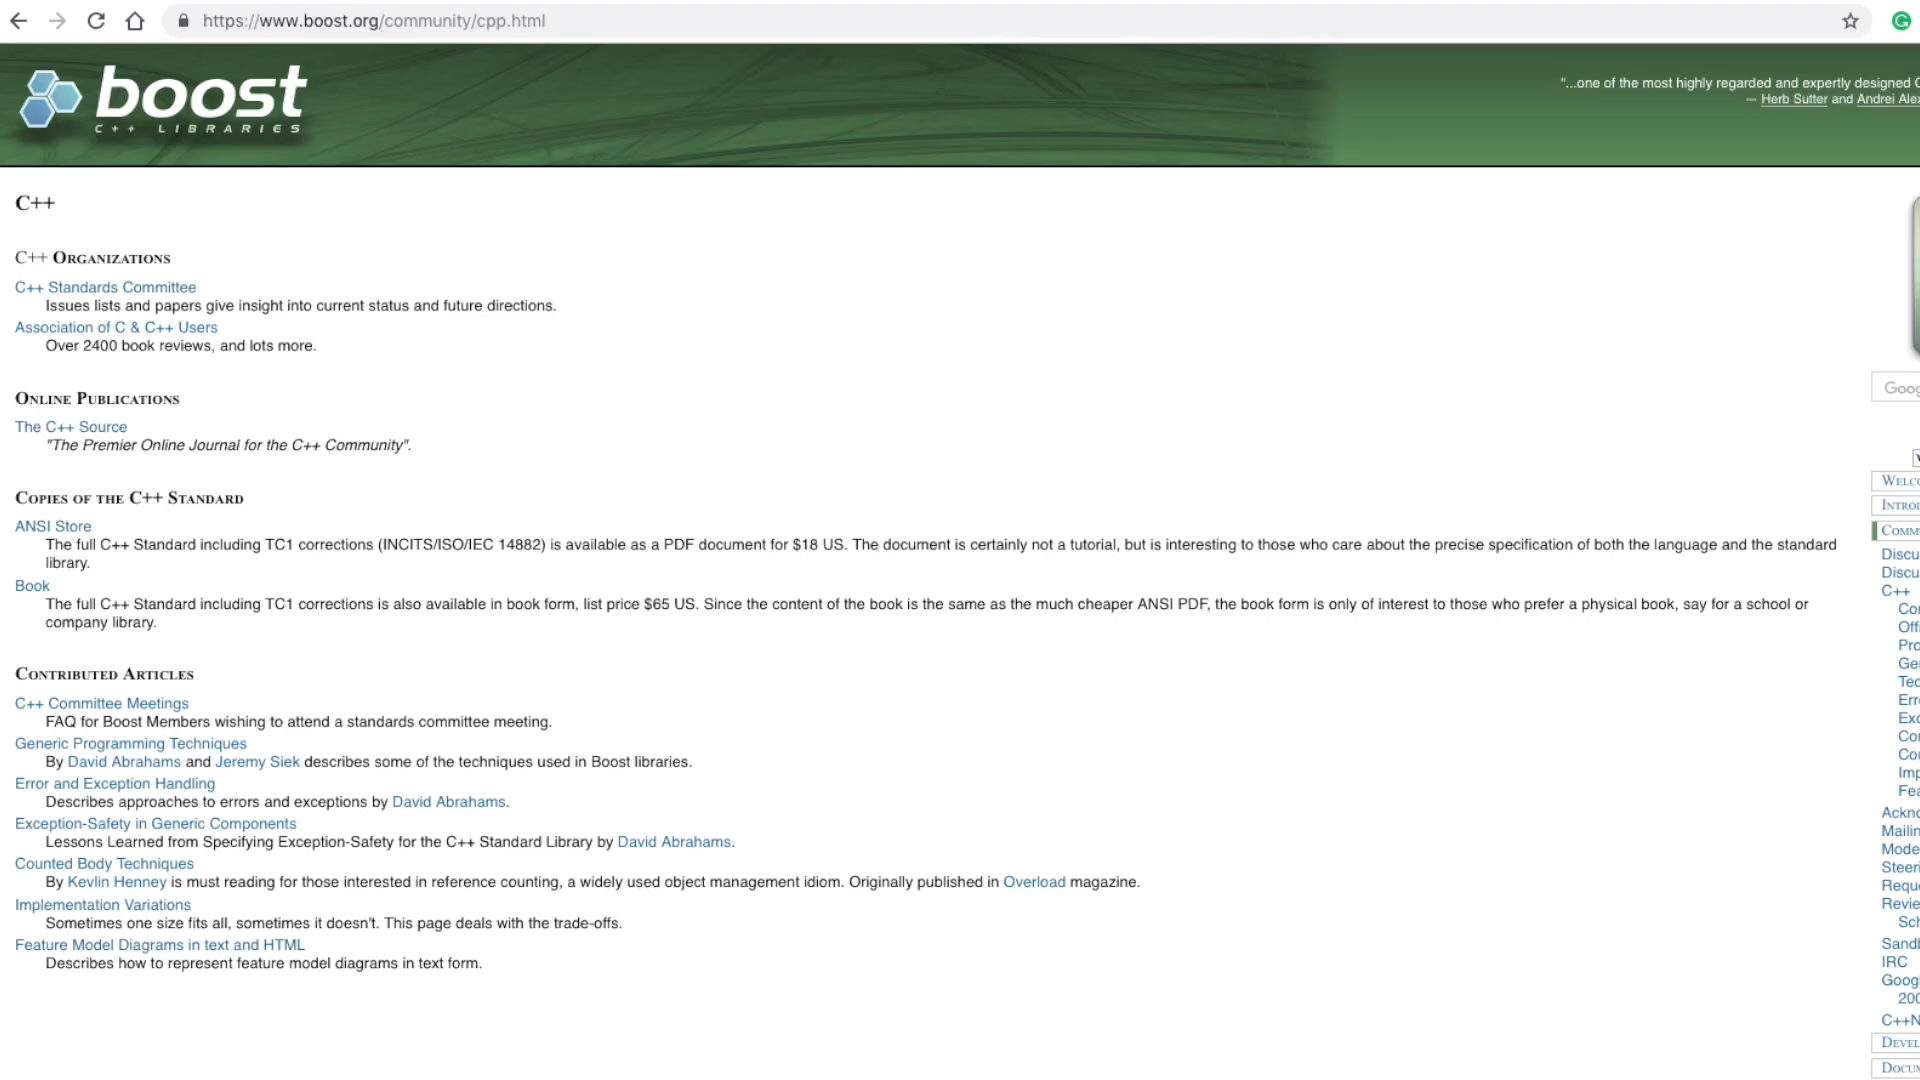 https://www.boost.org/community/cpp.html
boost
C++ LIBRARIES
"...one of the most highly regarded and expertly designed
— Herb Sutter and Andrei
C++
C++ Organizations
C++ Standards Committee
Issues lists and papers give insight into current status and future directions.
Association of C & C++ Users
Over 2400 book reviews, and lots more.
Online Publications
The C++ Source
"The Premier Online Journal for the C++ Community".
Copies of the C++ Standard
ANSI Store
The full C++ Standard including TC1 corrections (INCITS/ISO/IEC 14882) is available as a PDF document for $18 US. The document is certainly not a tutorial, but is interesting to those who care about the precise specification of both the language and the standard
library.
Book
The full C++ Standard including TC1 corrections is also available in book form, list price $65 US. Since the content of the book is the same as the much cheaper ANSI PDF, the book form is only of interest to those who prefer a physical book, say for a school or
company library.
Contributed Articles
C++ Committee Meetings
FAQ for Boost Members wishing to attend a standards committee meeting.
Generic Programming Techniques
By David Abrahams and Jeremy Siek describes some of the techniques used in Boost libraries.
Error and Exception Handling
Describes approaches to errors and exceptions by David Abrahams.
Exception-Safety in Generic Components
Lessons Learned from Specifying Exception-Safety for the C++ Standard Library by David Abrahams.
Counted Body Techniques
By Kevlin Henney is must reading for those interested in reference counting, a widely used object management idiom. Originally published in Overload magazine.
Implementation Variations
Sometimes one size fits all, sometimes it doesn't. This page deals with the trade-offs.
Feature Model Diagrams in text and HTML
Describes how to represent feature model diagrams in text form.
C++
IRC